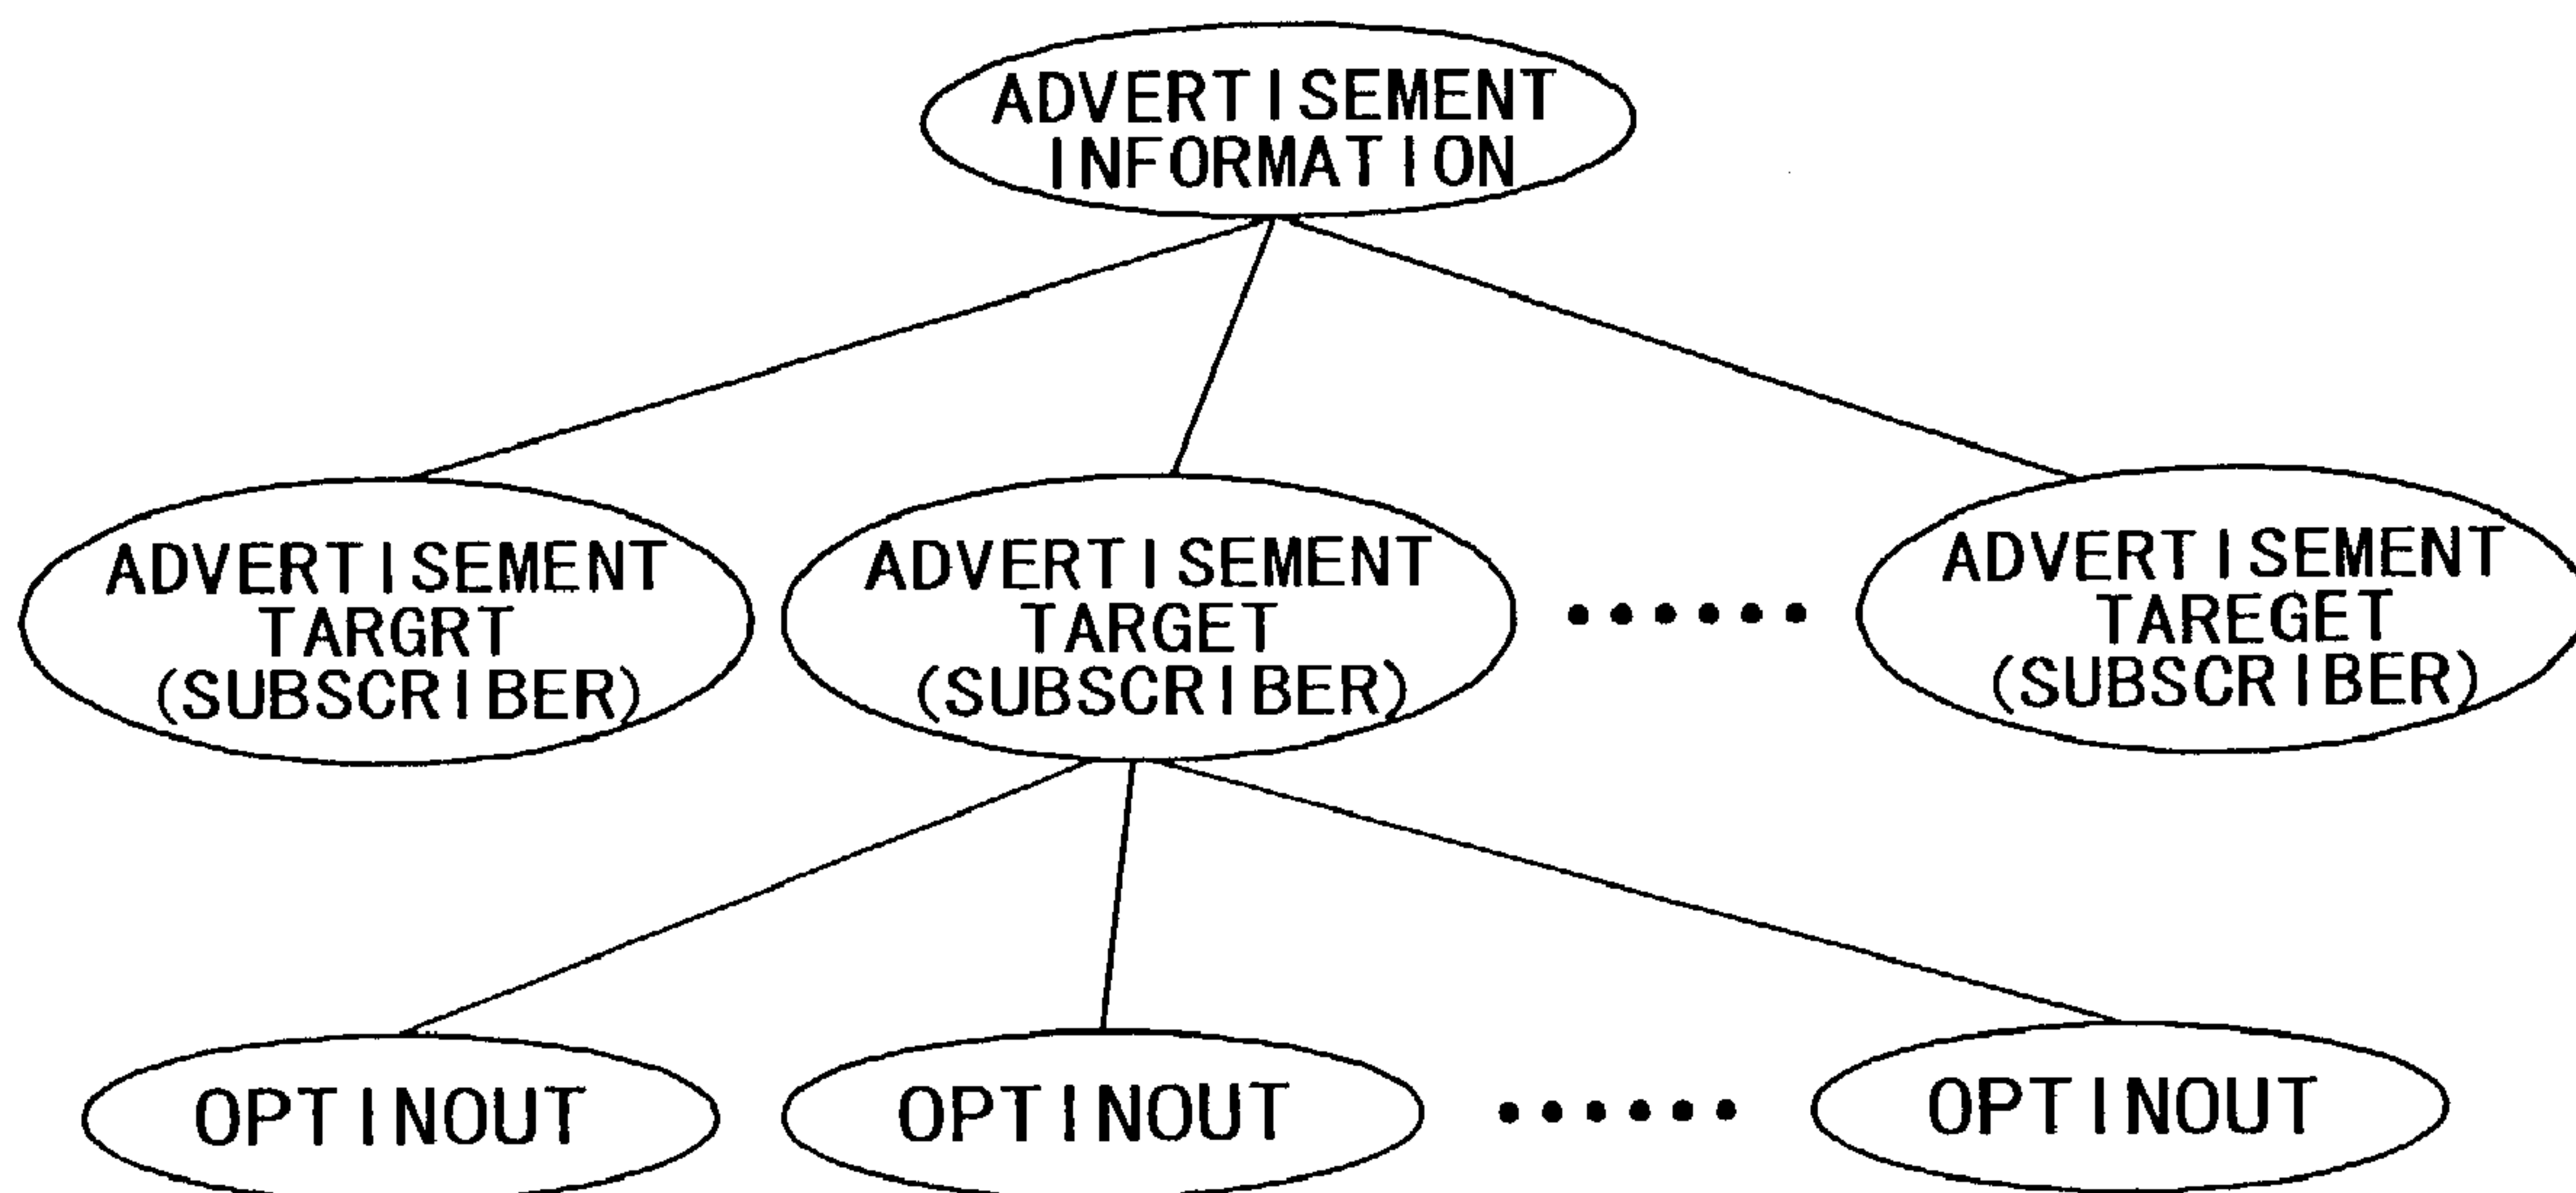 ADVERTISEMENT
INFORMATION
ADVERTISEMENT
TARGRT
(SUBSCRIBER)
ADVERTISEMENT
TARGET
(SUBSCRIBER)
ADVERTISEMENT
TAREGET
(SUBSCRIBER)
OPTINOUT
OPTINOUT
OPTINOUT